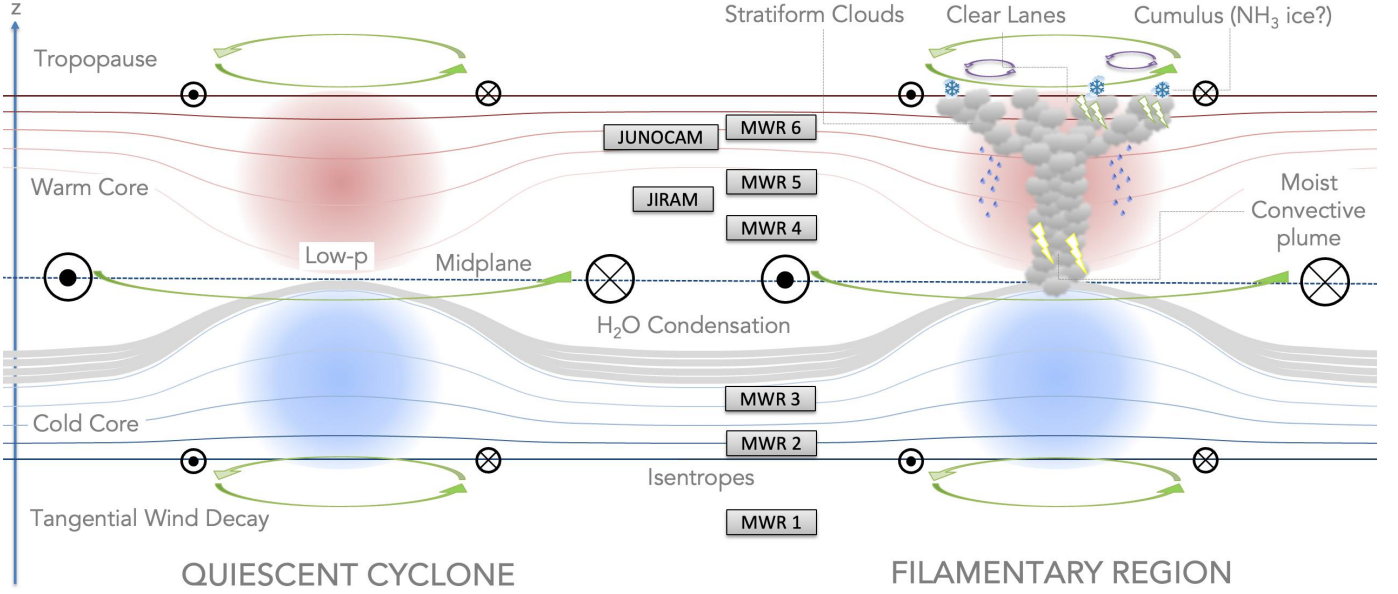 z
Stratiform Clouds
Clear Lanes
Cumulus (NH₃ ice?)
Tropopause
JUNOCAM
MWR 6
Warm Core
JIRAM
MWR 5
MWR 4
Moist
Convective
plume
Low-p
Midplane
H₂O Condensation
MWR 3
Cold Core
MWR 2
Isentropes
Tangential Wind Decay
MWR 1
QUIESCENT CYCLONE
FILAMENTARY REGION